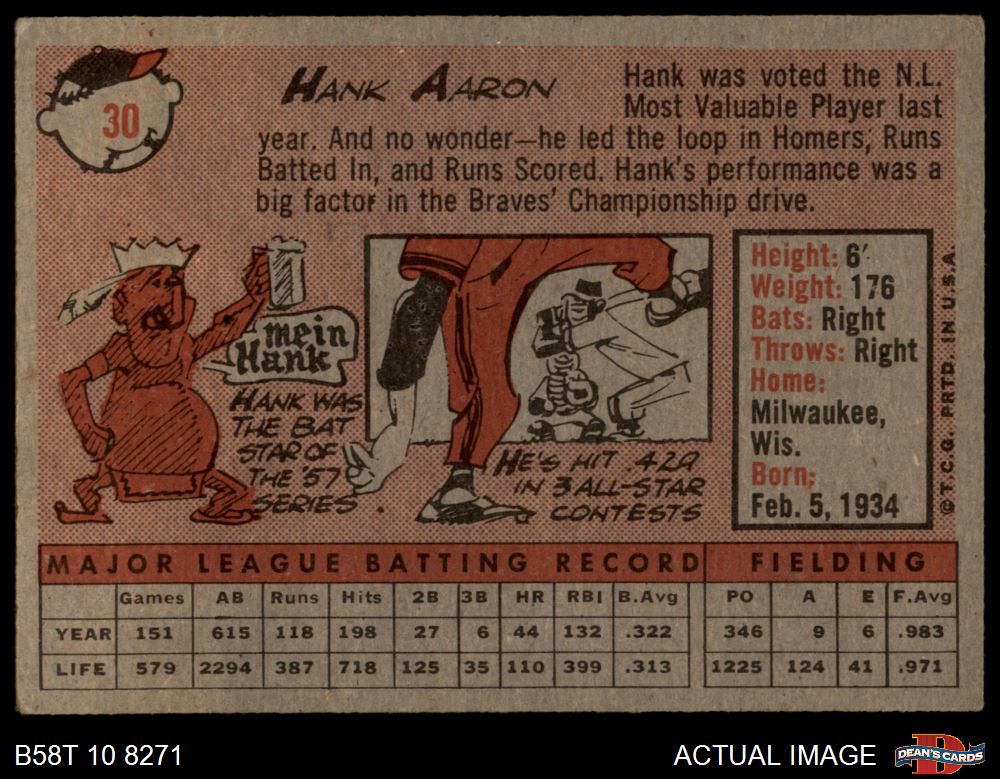 30
HANK AARON
Hank was voted the N.L.
Most Valuable Player last
year. And no wonder—he led the loop in Homers, Runs
Batted In, and Runs Scored. Hank's performance was a
big factor in the Braves' Championship drive.
mein
Hank
HANK WAS
THE BAT
STAR OF
THE '57
SERIES.
HE'S HIT .429
IN 3 ALL-STAR
CONTESTS
Height: 6'
Weight: 176
Bats: Right
Throws: Right
Home:
Milwaukee,
Wis.
Born:
Feb. 5, 1934
© T.C.G. PRTD. IN U.S.A.
MAJOR LEAGUE BATTING RECORD FIELDING
Games AB Runs Hits 2B 3B HR RBI B.Avg PO A E F.Avg
YEAR 151 615 118 198 27 6 44 132 .322 346 9 6 .983
LIFE 579 2294 387 718 125 35 110 399 .313 1225 124 41 .971
B58T 10 8271 ACTUAL IMAGE D DEAN'S CARDS